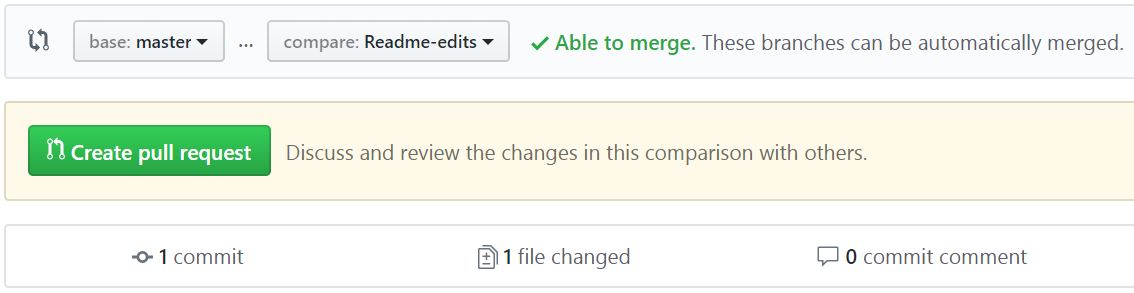 base: master ... compare: Readme-edits ✓ Able to merge. These branches can be automatically merged.
Create pull request Discuss and review the changes in this comparison with others.
1 commit 1 file changed 0 commit comment